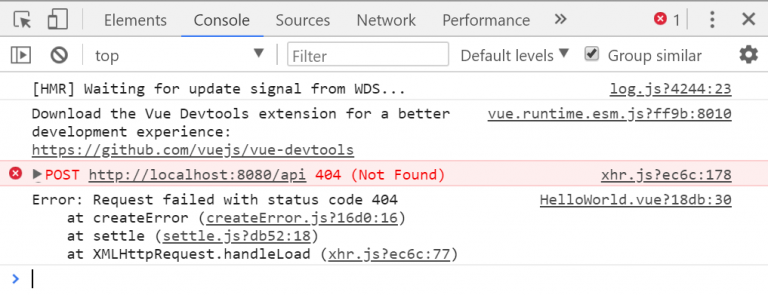 Elements Console Sources Network Performance » 1
top Filter Default levels Group similar
[HMR] Waiting for update signal from WDS... log.js?4244:23
Download the Vue Devtools extension for a better vue.runtime.esm.js?ff9b:8010
development experience:
https://github.com/vuejs/vue-devtools
POST http://localhost:8080/api 404 (Not Found) xhr.js?ec6c:178
Error: Request failed with status code 404 HelloWorld.vue?18db:30
at createError (createError.js?16d0:16)
at settle (settle.js?db52:18)
at XMLHttpRequest.handleLoad (xhr.js?ec6c:77)
>